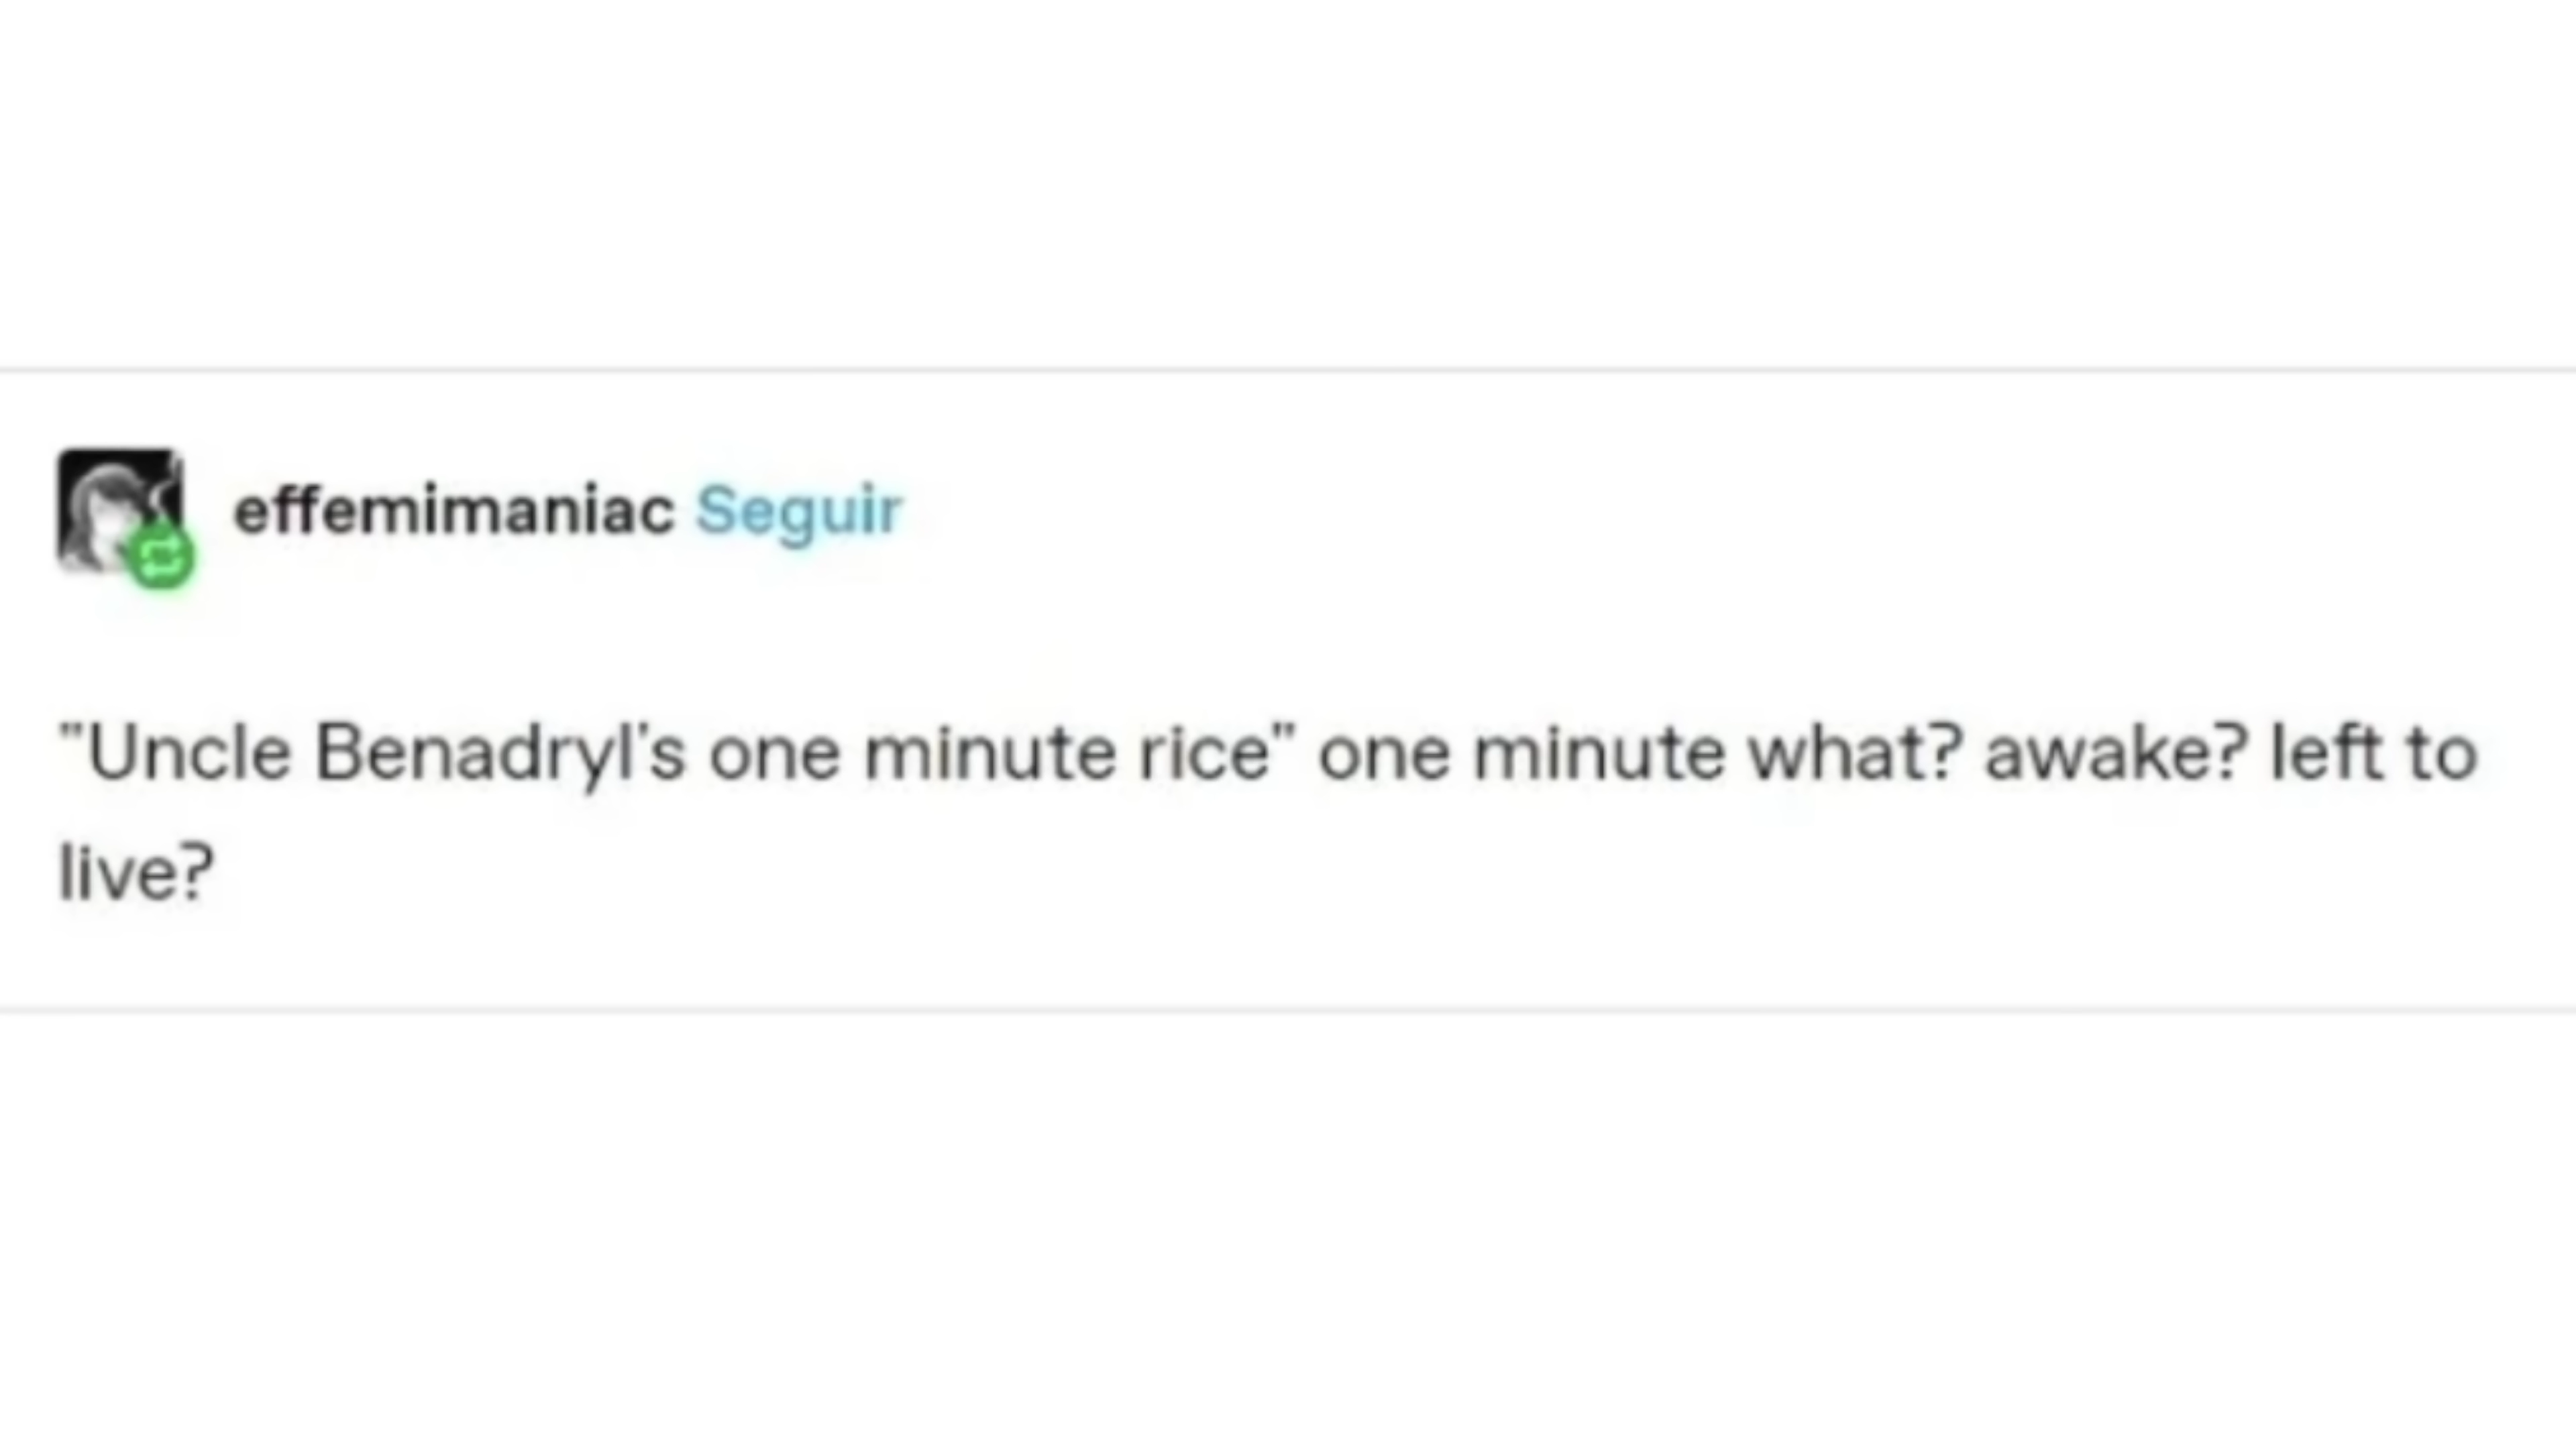 effemimaniac Seguir
"Uncle Benadryl's one minute rice" one minute what? awake? left to
live?